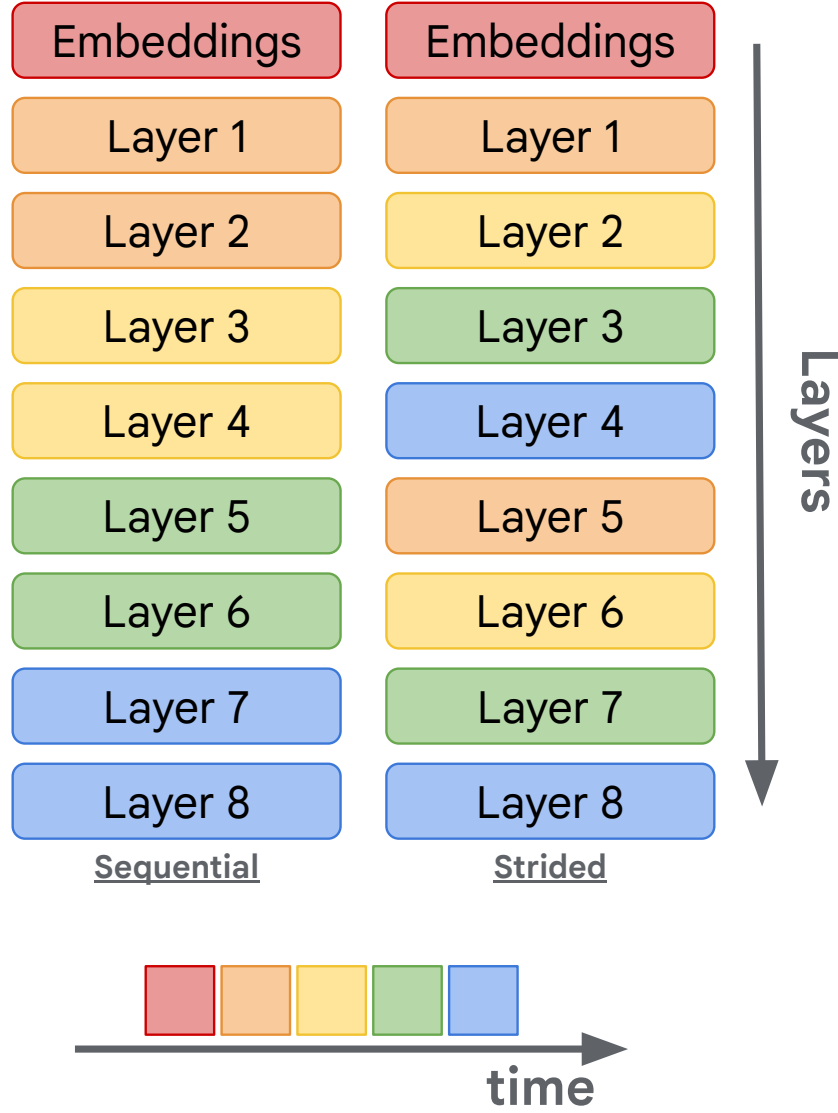 Embeddings
Layer 1
Layer 2
Layer 3
Layer 4
Layer 5
Layer 6
Layer 7
Layer 8
Sequential
Embeddings
Layer 1
Layer 2
Layer 3
Layer 4
Layer 5
Layer 6
Layer 7
Layer 8
Strided
Layers
time